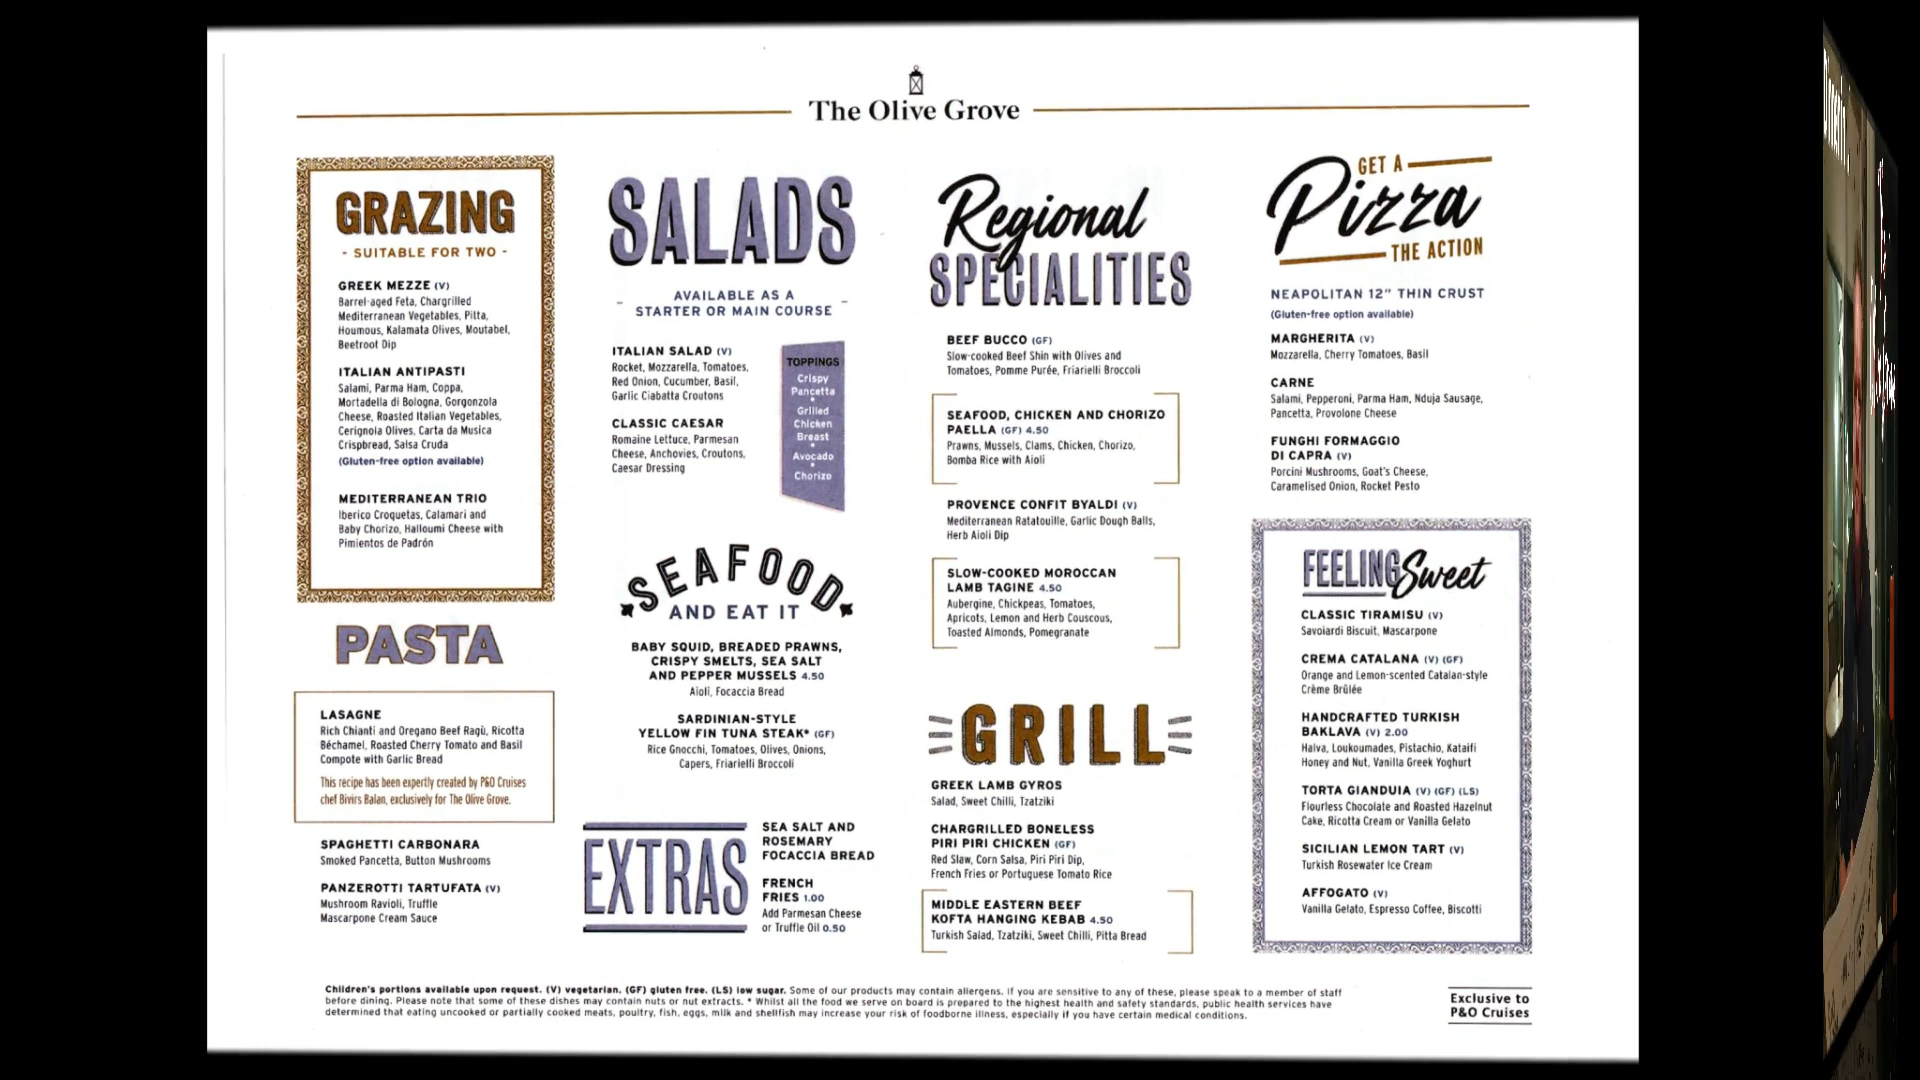 The Olive Grove
GRAZING
- SUITABLE FOR TWO -
GREEK MEZZE (V)
Barrel-aged Feta, Chargrilled
Mediterranean Vegetables, Pitta,
Houmous, Kalamata Olives, Moutabel,
Beetroot Dip
ITALIAN ANTIPASTI
Salami, Parma Ham, Coppa,
Mortadella di Bologna, Gorgonzola
Cheese, Roasted Italian Vegetables,
Cerignola Olives, Carta da Musica
Crispbread, Salsa Cruda
(Gluten-free option available)
MEDITERRANEAN TRIO
Iberico Croquetas, Calamari and
Baby Chorizo, Halloumi Cheese with
Pimientos de Padrón
PASTA
LASAGNE
Rich Chianti and Oregano Beef Ragù, Ricotta
Béchamel, Roasted Cherry Tomato and Basil
Compote with Garlic Bread
This recipe has been expertly created by P&O Cruises
chef Bivirs Balan, exclusively for The Olive Grove.
SPAGHETTI CARBONARA
Smoked Pancetta, Button Mushrooms
PANZEROTTI TARTUFATA (V)
Mushroom Ravioli, Truffle
Mascarpone Cream Sauce
SALADS
- AVAILABLE AS A -
STARTER OR MAIN COURSE
ITALIAN SALAD (V)
Rocket, Mozzarella, Tomatoes,
Red Onion, Cucumber, Basil,
Garlic Ciabatta Croutons
CLASSIC CAESAR
Romaine Lettuce, Parmesan
Cheese, Anchovies, Croutons,
Caesar Dressing
TOPPINGS
Crispy
Pancetta
•
Grilled
Chicken
Breast
•
Avocado
•
Chorizo
SEAFOOD
AND EAT IT
BABY SQUID, BREADED PRAWNS,
CRISPY SMELTS, SEA SALT
AND PEPPER MUSSELS 4.50
Aioli, Focaccia Bread
SARDINIAN-STYLE
YELLOW FIN TUNA STEAK* (GF)
Rice Gnocchi, Tomatoes, Olives, Onions,
Capers, Friarielli Broccoli
EXTRAS
SEA SALT AND
ROSEMARY
FOCACCIA BREAD
FRENCH
FRIES 1.00
Add Parmesan Cheese
or Truffle Oil 0.50
Regional
SPECIALITIES
BEEF BUCCO (GF)
Slow-cooked Beef Shin with Olives and
Tomatoes, Pomme Purée, Friarielli Broccoli
SEAFOOD, CHICKEN AND CHORIZO
PAELLA (GF) 4.50
Prawns, Mussels, Clams, Chicken, Chorizo,
Bomba Rice with Aioli
PROVENCE CONFIT BYALDI (V)
Mediterranean Ratatouille, Garlic Dough Balls,
Herb Aioli Dip
SLOW-COOKED MOROCCAN
LAMB TAGINE 4.50
Aubergine, Chickpeas, Tomatoes,
Apricots, Lemon and Herb Couscous,
Toasted Almonds, Pomegranate
GRILL
GREEK LAMB GYROS
Salad, Sweet Chilli, Tzatziki
CHARGRILLED BONELESS
PIRI PIRI CHICKEN (GF)
Red Slaw, Corn Salsa, Piri Piri Dip,
French Fries or Portuguese Tomato Rice
MIDDLE EASTERN BEEF
KOFTA HANGING KEBAB 4.50
Turkish Salad, Tzatziki, Sweet Chilli, Pitta Bread
GET A
Pizza
THE ACTION
NEAPOLITAN 12" THIN CRUST
(Gluten-free option available)
MARGHERITA (V)
Mozzarella, Cherry Tomatoes, Basil
CARNE
Salami, Pepperoni, Parma Ham, Nduja Sausage,
Pancetta, Provolone Cheese
FUNGHI FORMAGGIO
DI CAPRA (V)
Porcini Mushrooms, Goat's Cheese,
Caramelised Onion, Rocket Pesto
FEELING Sweet
CLASSIC TIRAMISU (V)
Savoiardi Biscuit, Mascarpone
CREMA CATALANA (V) (GF)
Orange and Lemon-scented Catalan-style
Crème Brûlée
HANDCRAFTED TURKISH
BAKLAVA (V) 2.00
Halva, Loukoumades, Pistachio, Kataifi
Honey and Nut, Vanilla Greek Yoghurt
TORTA GIANDUIA (V) (GF) (LS)
Flourless Chocolate and Roasted Hazelnut
Cake, Ricotta Cream or Vanilla Gelato
SICILIAN LEMON TART (V)
Turkish Rosewater Ice Cream
AFFOGATO (V)
Vanilla Gelato, Espresso Coffee, Biscotti
Children's portions available upon request. (V) vegetarian. (GF) gluten free. (LS) low sugar. Some of our products may contain allergens. If you are sensitive to any of these, please speak to a member of staff
before dining. Please note that some of these dishes may contain nuts or nut extracts. * Whilst all the food we serve on board is prepared to the highest health and safety standards, public health services have
determined that eating uncooked or partially cooked meats, poultry, fish, eggs, milk and shellfish may increase your risk of foodborne illness, especially if you have certain medical conditions.
Exclusive to
P&O Cruises